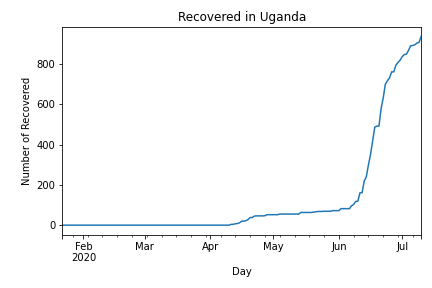 Recovered in Uganda
Number of Recovered
800
600
400
200
0
Feb
2020
Mar
Apr
May
Jun
Jul
Day